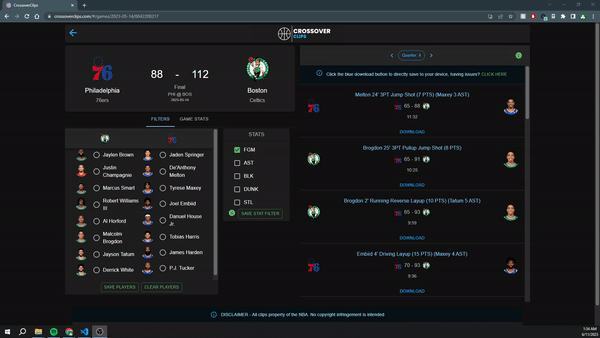 CrossoverClips
crossoverclips.com/#/games/2023-05-14/0042200217
CROSSOVER
CLIPS
Philadelphia
76ers
88 - 112
Final
PHI @ BOS
2023-05-14
Boston
Celtics
FILTERS
GAME STATS
Jaylen Brown
Justin
Champagnie
Marcus Smart
Robert Williams
III
Al Horford
Malcolm
Brogdon
Jayson Tatum
Derrick White
Jaden Springer
De'Anthony
Melton
Tyrese Maxey
Joel Embiid
Danuel House
Jr.
Tobias Harris
James Harden
P.J. Tucker
SAVE PLAYERS
CLEAR PLAYERS
STATS
FGM
AST
BLK
DUNK
STL
SAVE STAT FILTER
Quarter: 4
Click the blue download button to directly save to your device, having issues? CLICK HERE
Melton 24' 3PT Jump Shot (7 PTS) (Maxey 3 AST)
65 - 88
11:32
DOWNLOAD
Brogdon 25' 3PT Pullup Jump Shot (8 PTS)
65 - 91
10:25
DOWNLOAD
Brogdon 2' Running Reverse Layup (10 PTS) (Tatum 5 AST)
65 - 93
9:59
DOWNLOAD
Embiid 4' Driving Layup (15 PTS) (Maxey 4 AST)
70 - 93
9:36
DOWNLOAD
DISCLAIMER - All clips property of the NBA. No copyright infringement is intended
1:04 AM
6/11/2023